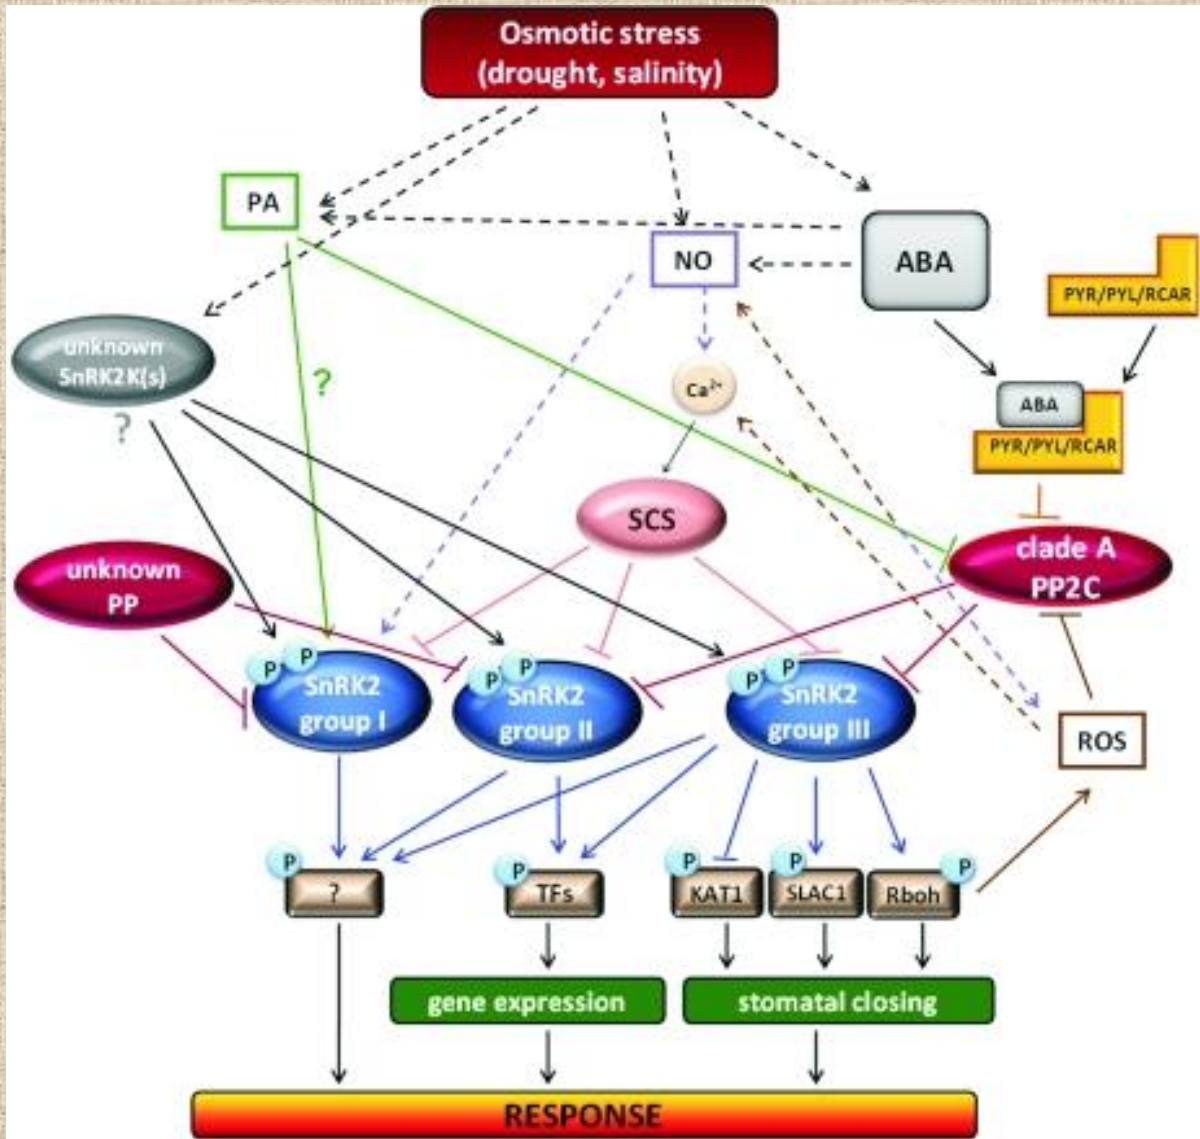 Osmotic stress
(drought, salinity)
PA
NO
ABA
PYR/PYL/RCAR
unknown
SnRK2K(s)
?
?
Ca²⁺
ABA
PYR/PYL/RCAR
SCS
clade A
PP2C
unknown
PP
P
P
SnRK2
group I
P
P
SnRK2
group II
P
P
SnRK2
group III
ROS
P
?
P
TFs
P
KAT1
P
SLAC1
P
Rboh
gene expression
stomatal closing
RESPONSE